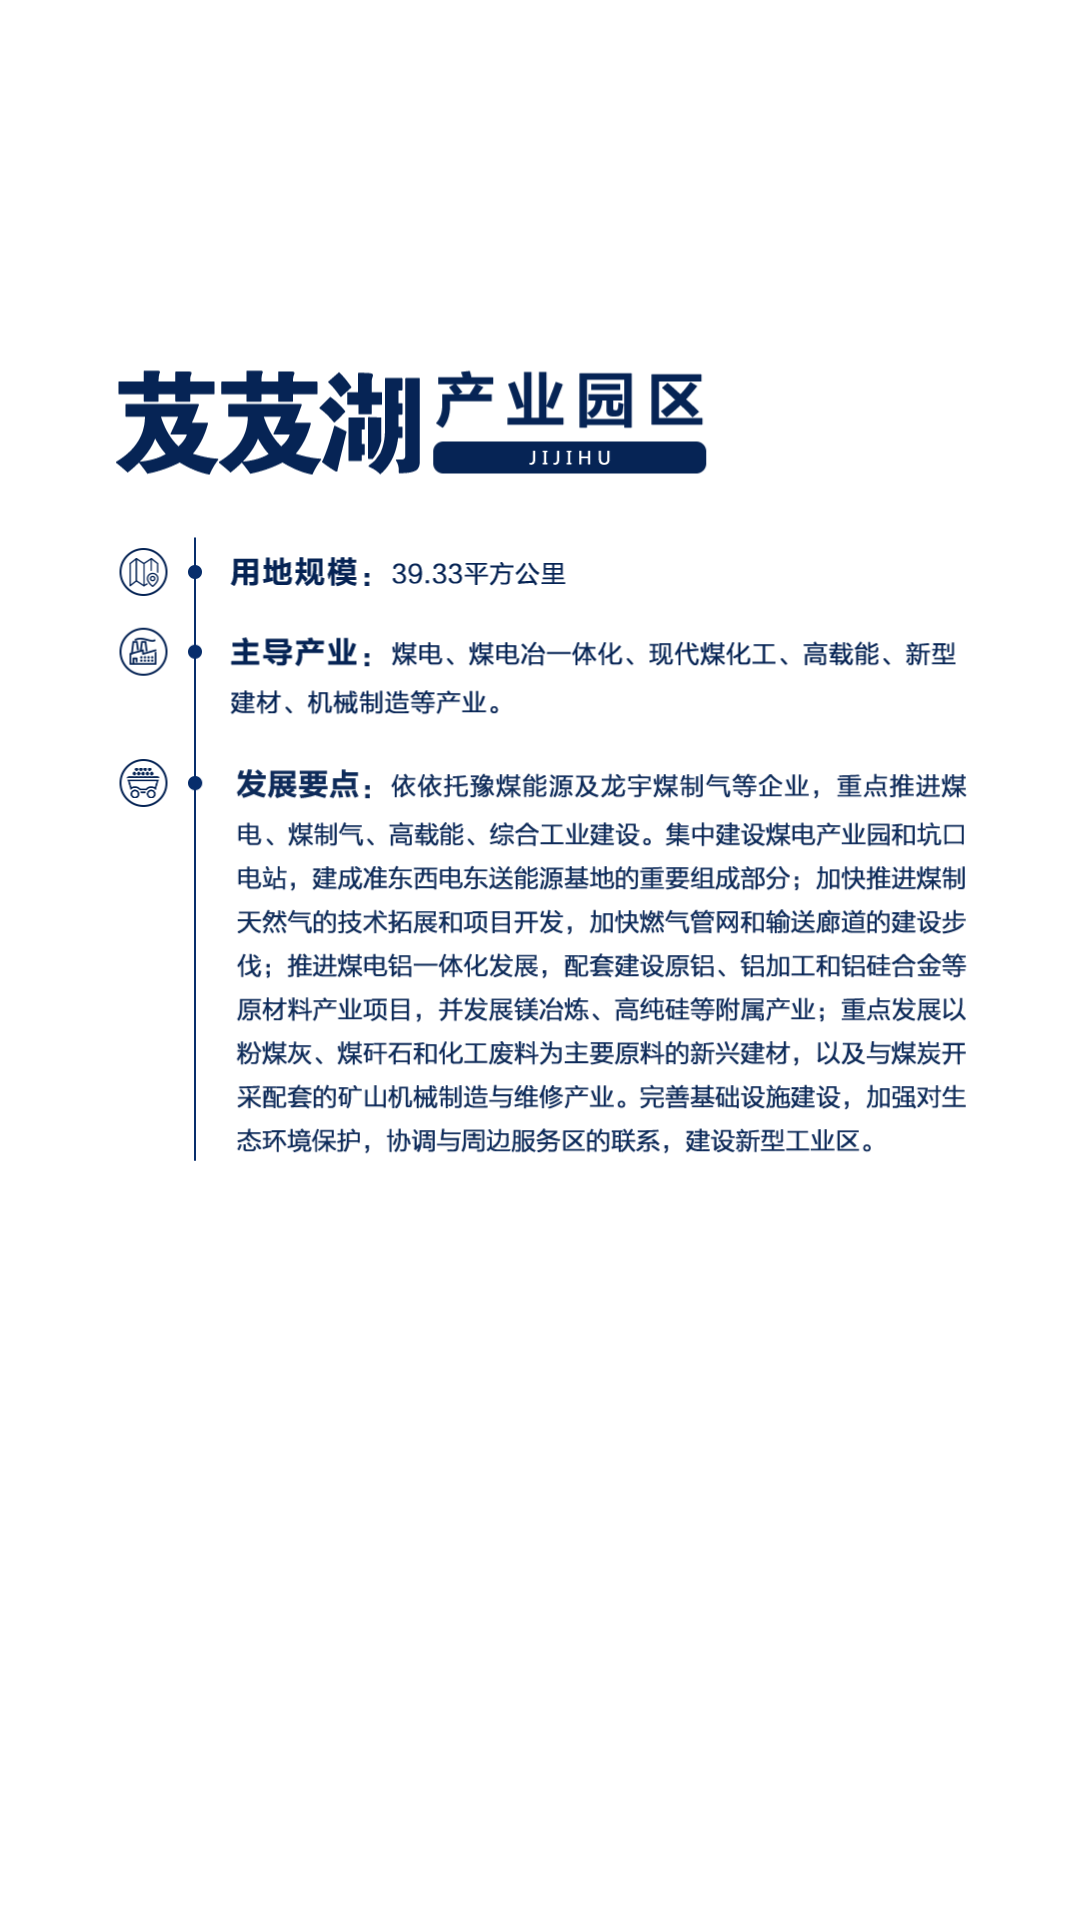 芨芨湖产业园区
JIJIHU
用地规模：39.33平方公里
主导产业：煤电、煤电冶一体化、现代煤化工、高载能、新型
建材、机械制造等产业。
发展要点：依依托豫煤能源及龙宇煤制气等企业，重点推进煤
电、煤制气、高载能、综合工业建设。集中建设煤电产业园和坑口
电站，建成准东西电东送能源基地的重要组成部分；加快推进煤制
天然气的技术拓展和项目开发，加快燃气管网和输送廊道的建设步
伐；推进煤电铝一体化发展，配套建设原铝、铝加工和铝硅合金等
原材料产业项目，并发展镁冶炼、高纯硅等附属产业；重点发展以
粉煤灰、煤矸石和化工废料为主要原料的新兴建材，以及与煤炭开
采配套的矿山机械制造与维修产业。完善基础设施建设，加强对生
态环境保护，协调与周边服务区的联系，建设新型工业区。